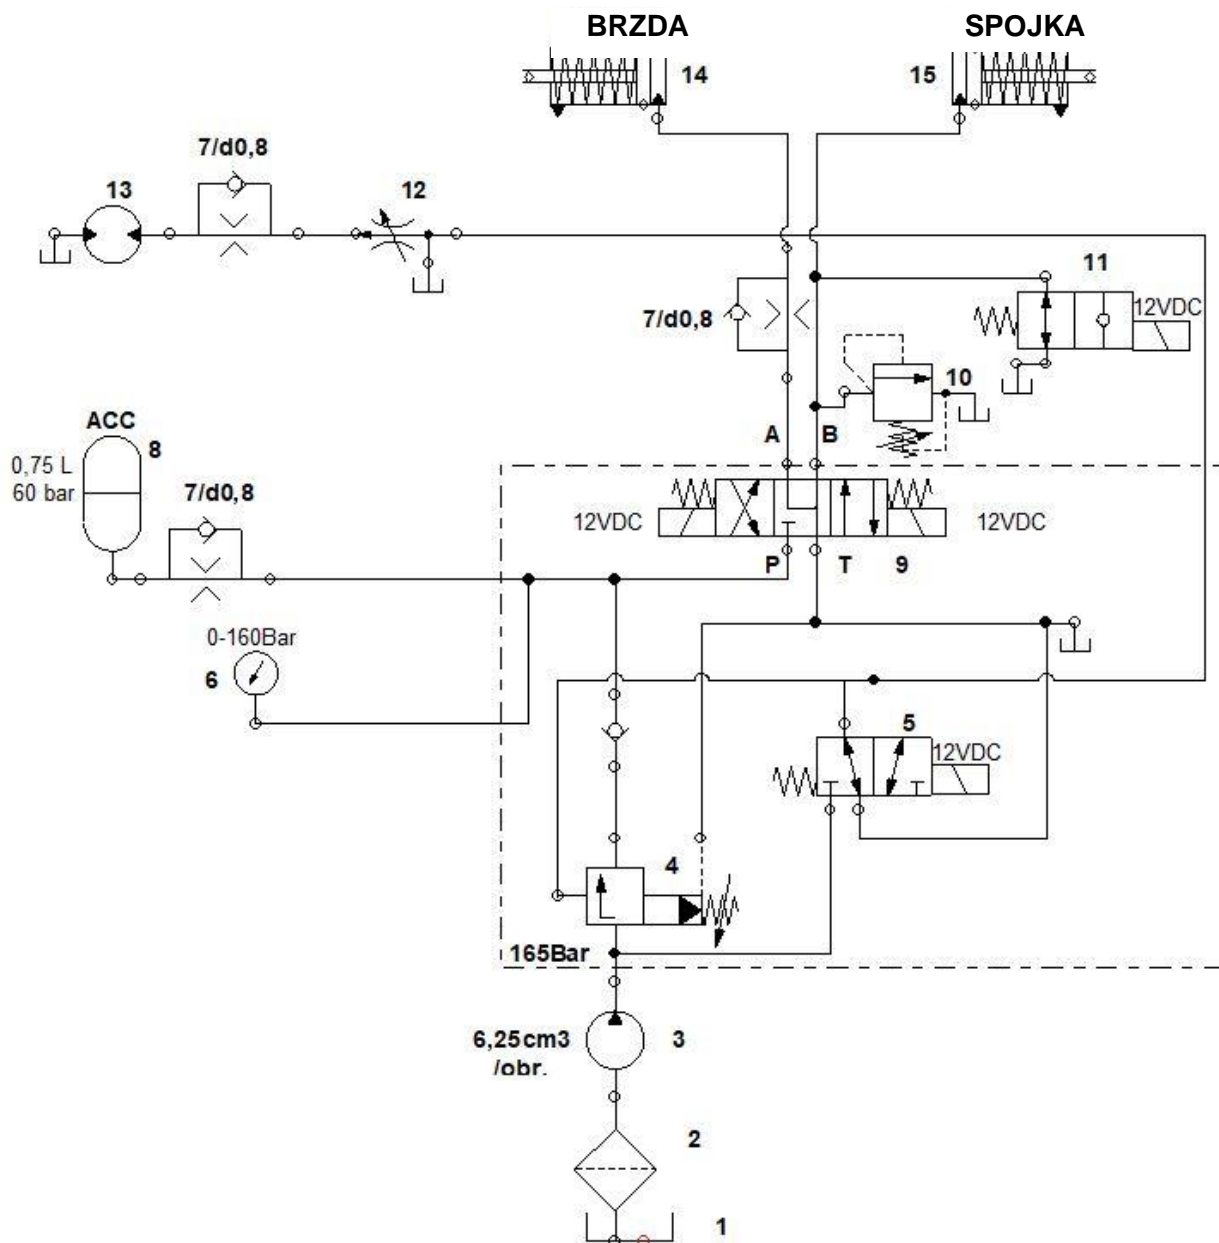 BRZDA
SPOJKA
14
15
7/d0,8
13
12
11
12VDC
7/d0,8
10
ACC
8
0,75 L
60 bar
A
B
7/d0,8
12VDC
12VDC
P
T
9
0-160Bar
6
5
12VDC
4
165Bar
6,25cm3
/obr.
3
2
1